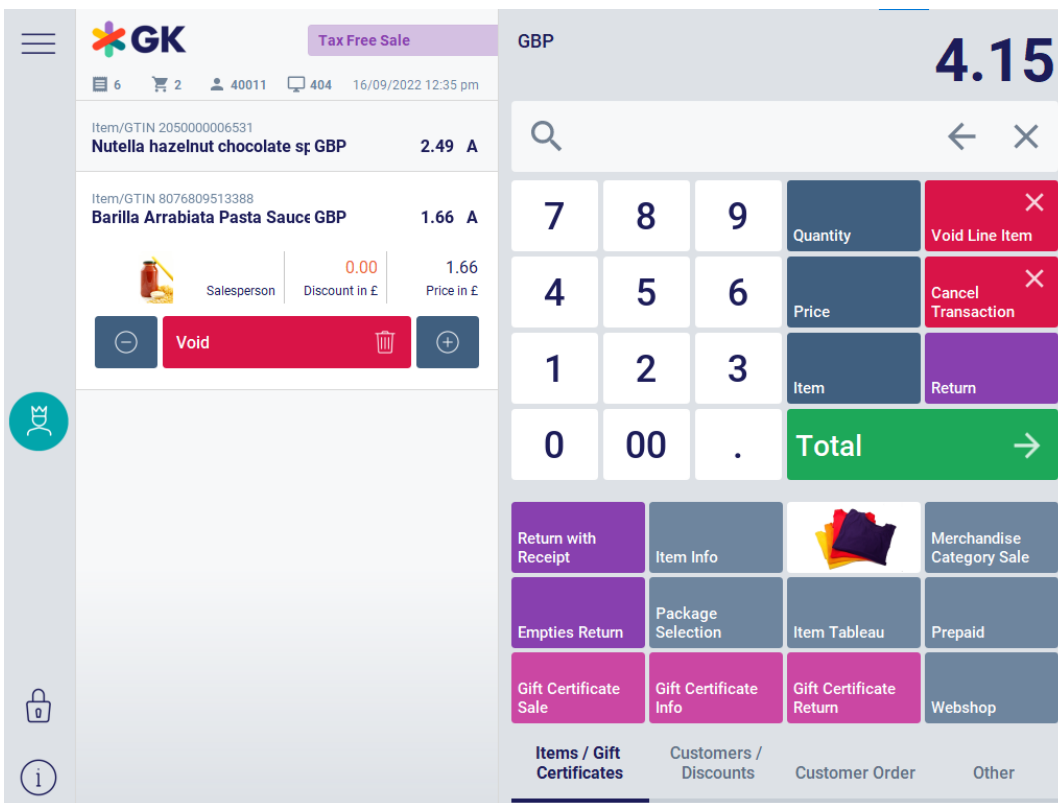 GK
Tax Free Sale
6 2 40011 404 16/09/2022 12:35 pm
Item/GTIN 2050000006531
Nutella hazelnut chocolate sp GBP 2.49 A
Item/GTIN 8076809513388
Barilla Arrabiata Pasta Sauce GBP 1.66 A
0.00 1.66
Salesperson Discount in £ Price in £
Void
GBP
4.15
7 8 9
Quantity
Void Line Item
4 5 6
Price
Cancel
Transaction
1 2 3
Item
Return
0 00 .
Total
Return with
Receipt
Item Info
Merchandise
Category Sale
Empties Return
Package
Selection
Item Tableau
Prepaid
Gift Certificate
Sale
Gift Certificate
Info
Gift Certificate
Return
Webshop
Items / Gift
Certificates
Customers /
Discounts
Customer Order
Other